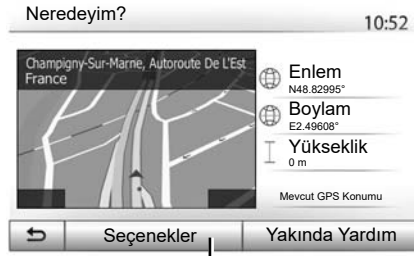 Neredeyim?
10:52
Champigny-Sur-Marne, Autoroute De L'Est
France
Enlem
N48.82995°
Boylam
E2.49608°
Yükseklik
0 m
Mevcut GPS Konumu
Seçenekler
Yakında Yardım